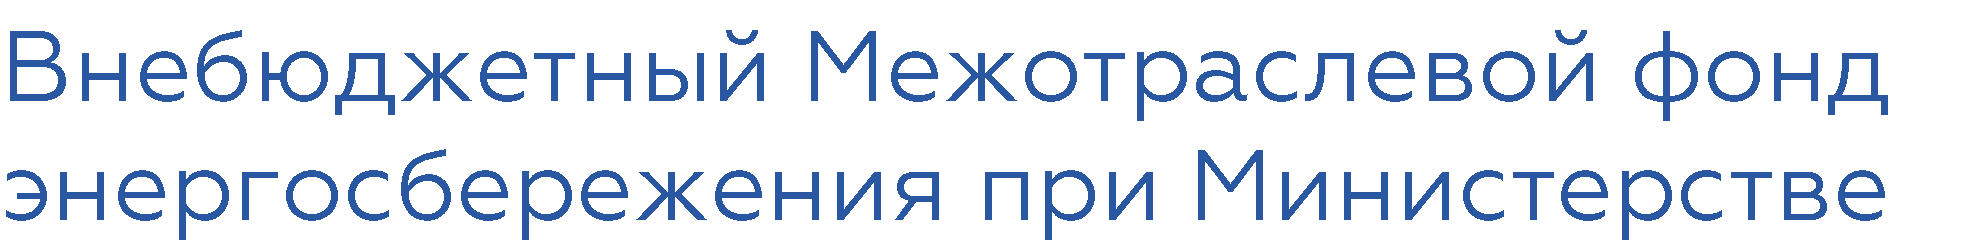 Внебюджетный Межотраслевой фонд
энергосбережения при Министерстве